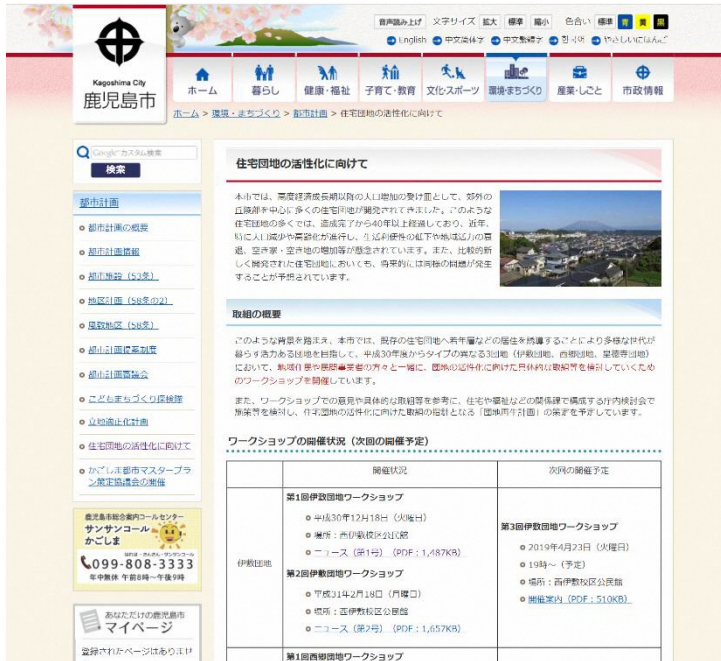 音声読み上げ 文字サイズ 拡大 標準 縮小 色合い 標準 青 黄 黒
English 中文简体字 中文繁體字 한국어 やさしいにほんご
Kagoshima City
鹿児島市
ホーム 暮らし 健康・福祉 子育て・教育 文化・スポーツ 環境・まちづくり 産業・しごと 市政情報
ホーム > 環境・まちづくり > 都市計画 > 住宅団地の活性化に向けて
Google カスタム検索
検索
都市計画
都市計画の概要
都市計画情報
都市施設(53条)
地区計画(58条の2)
風致地区(58条)
都市計画提案制度
都市計画審議会
こどもまちづくり探検隊
立地適正化計画
住宅団地の活性化に向けて
かごしま都市マスタープラ
ン策定協議会の開催
鹿児島市総合案内コールセンター
サンサンコール
かごしま
099-808-3333
年中無休 午前8時〜午後9時
あなただけの鹿児島市
マイページ
登録されたページはありませ
住宅団地の活性化に向けて
本市では、高度経済成長期以降の人口増加の受け皿として、郊外の
丘陵部を中心に多くの住宅団地が開発されてきました。このような
住宅団地の多くでは、造成完了から40年以上経過しており、近年、
特に人口減少や高齢化が進行し、生活利便性の低下や地域活力の衰
退、空き家・空き地の増加等が懸念されています。また、比較的新
しく開発された住宅団地においても、将来的には同様の問題が発生
することが予想されています。
取組の概要
このような背景を踏まえ、本市では、既存の住宅団地へ若年層などの居住を誘導することにより多様な世代が
暮らす活力ある団地を目指して、平成30年度からタイプの異なる3団地(伊敷団地、西郷団地、皇徳寺団地)
において、地域住民や民間事業者の方々と一緒に、団地の活性化に向けた具体的な取組等を検討していくため
のワークショップを開催しています。
また、ワークショップでの意見や具体的な取組等を参考に、住宅や福祉などの関係課で構成する庁内検討会で
施策等を検討し、住宅団地の活性化に向けた取組の指針となる「団地再生計画」の策定を予定しています。
ワークショップの開催状況(次回の開催予定)
開催状況 次回の開催予定
伊敷団地
第1回伊敷団地ワークショップ
平成30年12月18日(火曜日)
場所:西伊敷校区公民館
ニュース(第1号)(PDF:1,487KB)
第2回伊敷団地ワークショップ
平成31年2月18日(月曜日)
場所:西伊敷校区公民館
ニュース(第2号)(PDF:1,657KB)
第3回伊敷団地ワークショップ
2019年4月23日(火曜日)
19時〜(予定)
場所:西伊敷校区公民館
開催案内(PDF:510KB)
第1回西郷団地ワークショップ